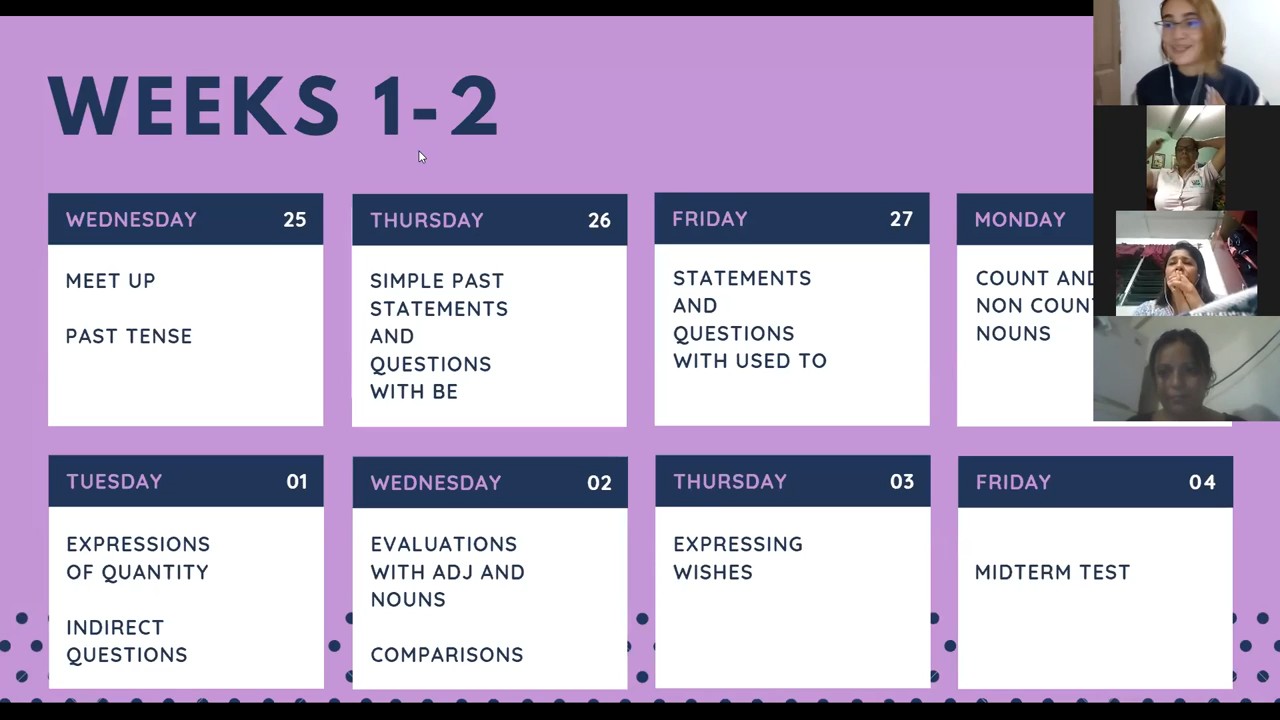 WEEKS 1-2
WEDNESDAY 25
MEET UP
PAST TENSE
THURSDAY 26
SIMPLE PAST
STATEMENTS
AND
QUESTIONS
WITH BE
FRIDAY 27
STATEMENTS
AND
QUESTIONS
WITH USED TO
MONDAY
COUNT AND
NON COUNT
NOUNS
TUESDAY 01
EXPRESSIONS
OF QUANTITY
INDIRECT
QUESTIONS
WEDNESDAY 02
EVALUATIONS
WITH ADJ AND
NOUNS
COMPARISONS
THURSDAY 03
EXPRESSING
WISHES
FRIDAY 04
MIDTERM TEST